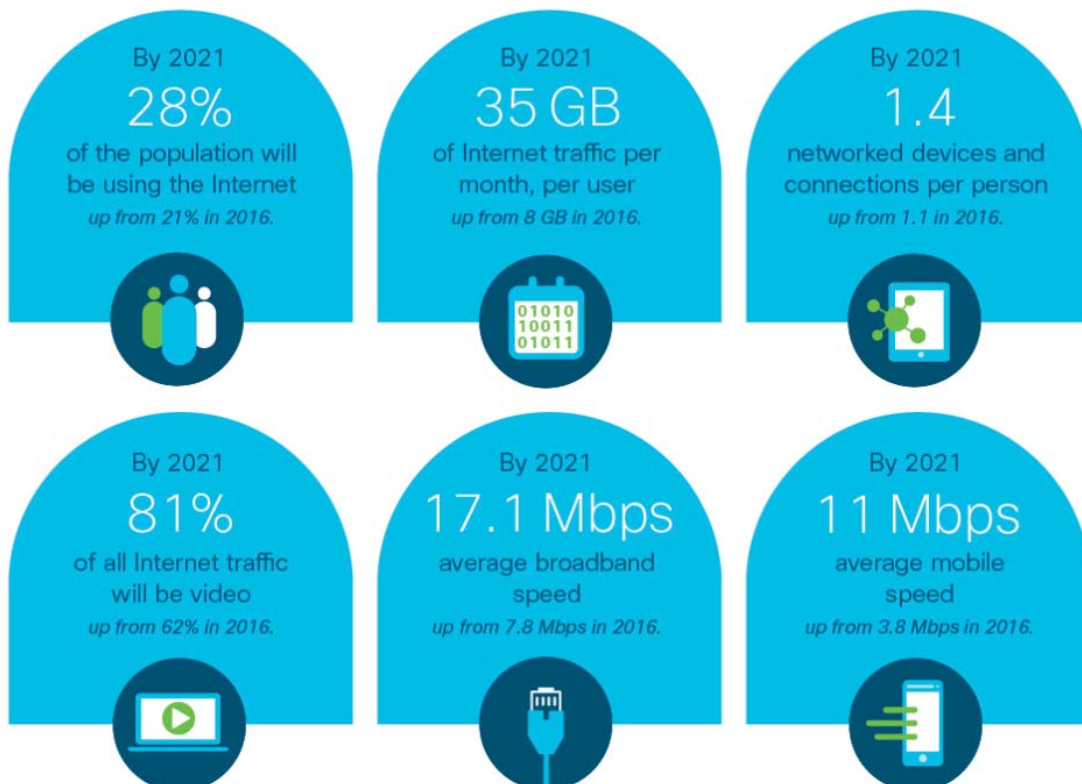 By 2021
28%
of the population will
be using the Internet
up from 21% in 2016.
By 2021
35 GB
of Internet traffic per
month, per user
up from 8 GB in 2016.
01010
10011
01011
By 2021
1.4
networked devices and
connections per person
up from 1.1 in 2016.
By 2021
81%
of all Internet traffic
will be video
up from 62% in 2016.
By 2021
17.1 Mbps
average broadband
speed
up from 7.8 Mbps in 2016.
By 2021
11 Mbps
average mobile
speed
up from 3.8 Mbps in 2016.